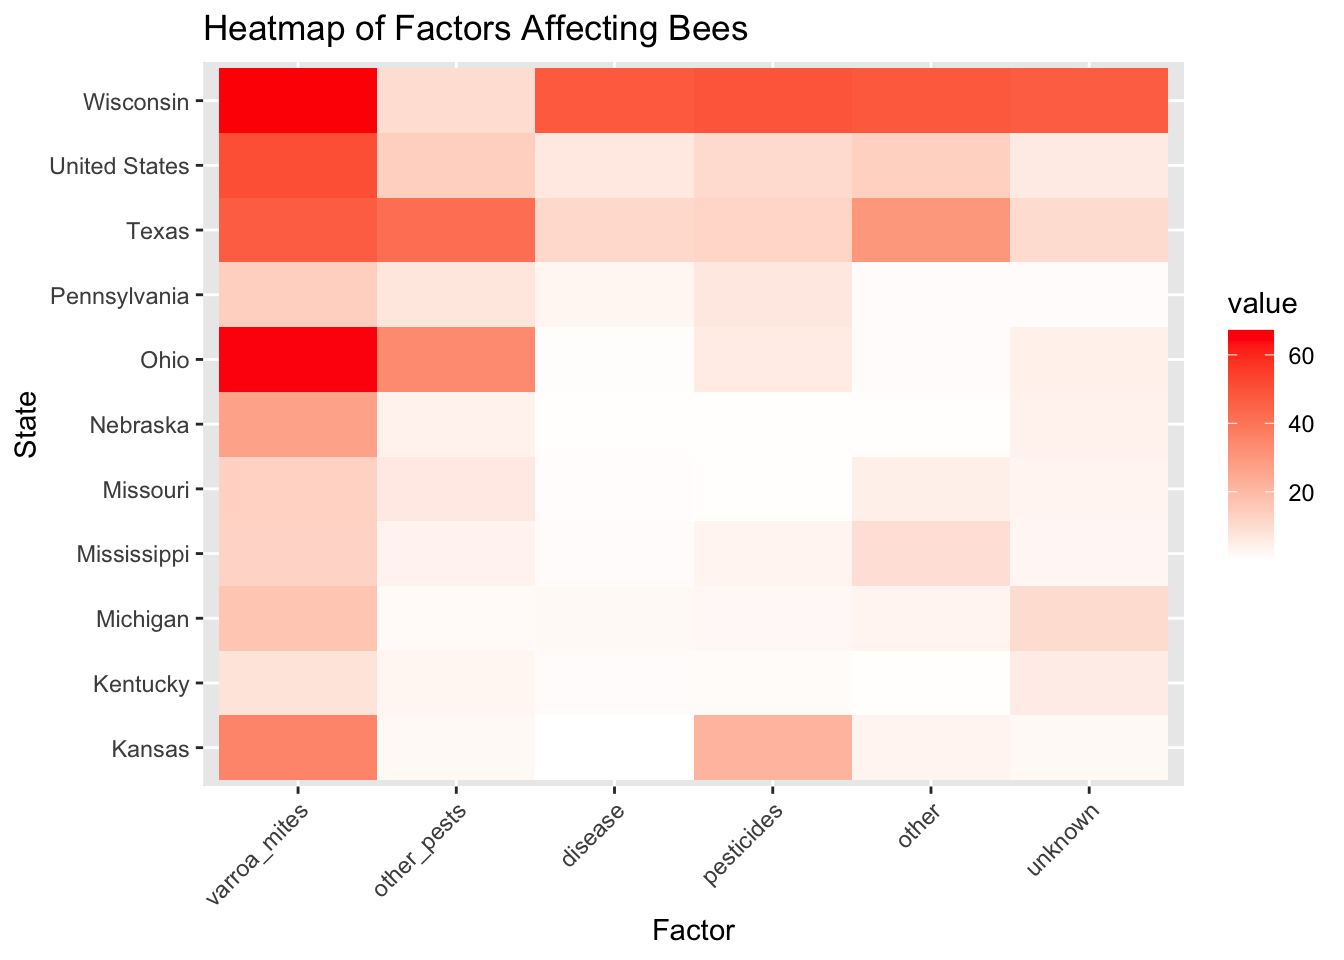 Heatmap of Factors Affecting Bees
Wisconsin
United States
Texas
Pennsylvania
Ohio
Nebraska
Missouri
Mississippi
Michigan
Kentucky
Kansas
State
varroa_mites
other_pests
disease
pesticides
other
unknown
Factor
value
60
40
20